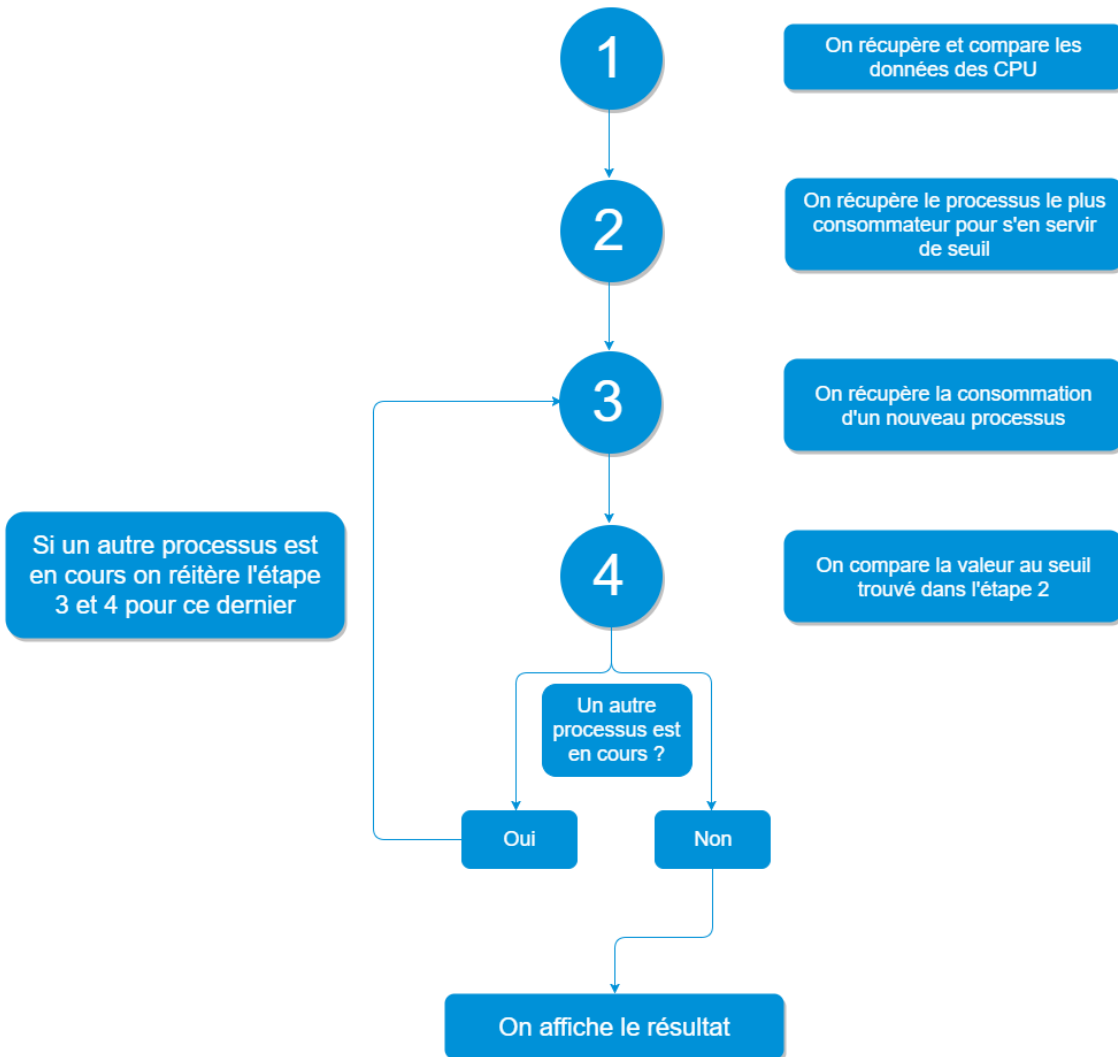 1
On récupère et compare les
données des CPU
2
On récupère le processus le plus
consommateur pour s'en servir
de seuil
3
On récupère la consommation
d'un nouveau processus
Si un autre processus est
en cours on réitère l'étape
3 et 4 pour ce dernier
4
On compare la valeur au seuil
trouvé dans l'étape 2
Un autre
processus est
en cours ?
Oui
Non
On affiche le résultat